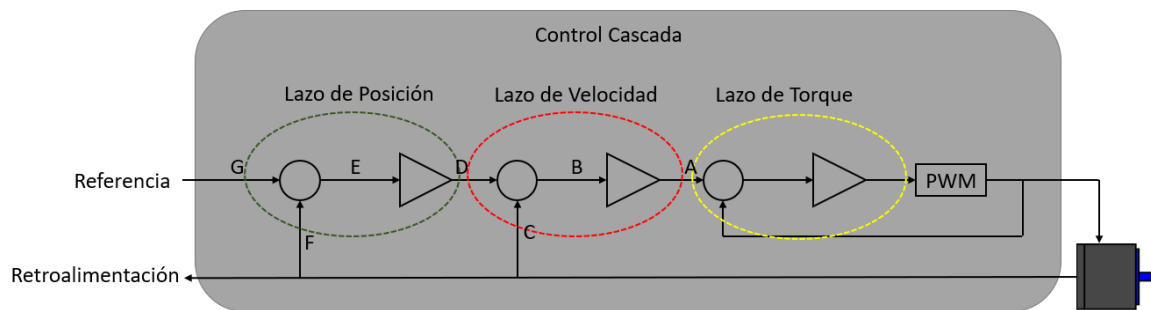 Control Cascada
Lazo de Posición
Lazo de Velocidad
Lazo de Torque
Referencia
G
E
D
B
A
PWM
F
C
Retroalimentación